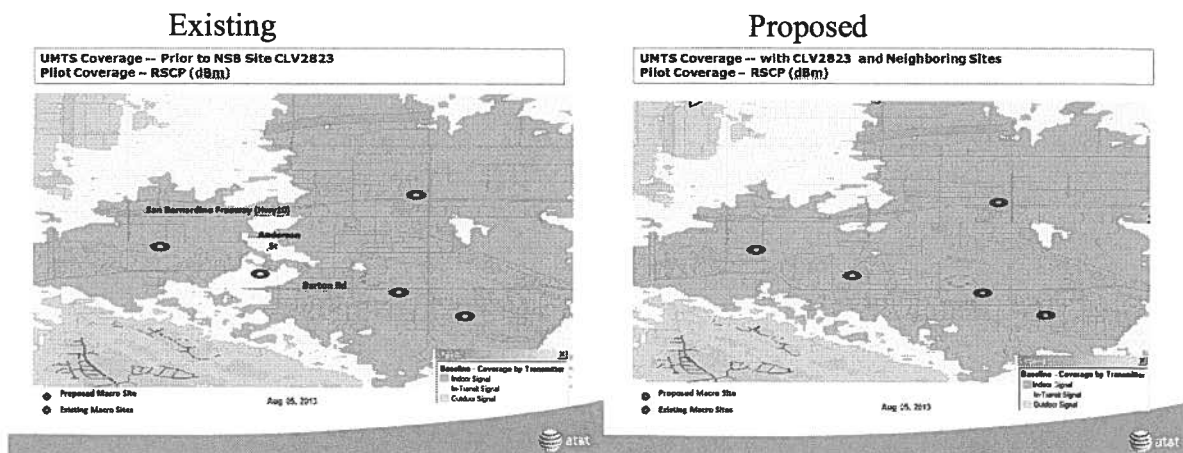 Existing
UMTS Coverage -- Prior to NSB Site CLV2823
Pilot Coverage -- RSCP (dBm)
San Bernardino Freeway (Hwy10)
Anderson
St
Barton Rd
Baseline - Coverage by Transmitter
Indoor Signal
In-Transit Signal
Outdoor Signal
Proposed Macro Site
Existing Macro Sites
Aug 05, 2013
at&t
Proposed
UMTS Coverage -- with CLV2823 and Neighboring Sites
Pilot Coverage -- RSCP (dBm)
Baseline - Coverage by Transmitter
Indoor Signal
In-Transit Signal
Outdoor Signal
Proposed Macro Site
Existing Macro Sites
Aug 05, 2013
at&t